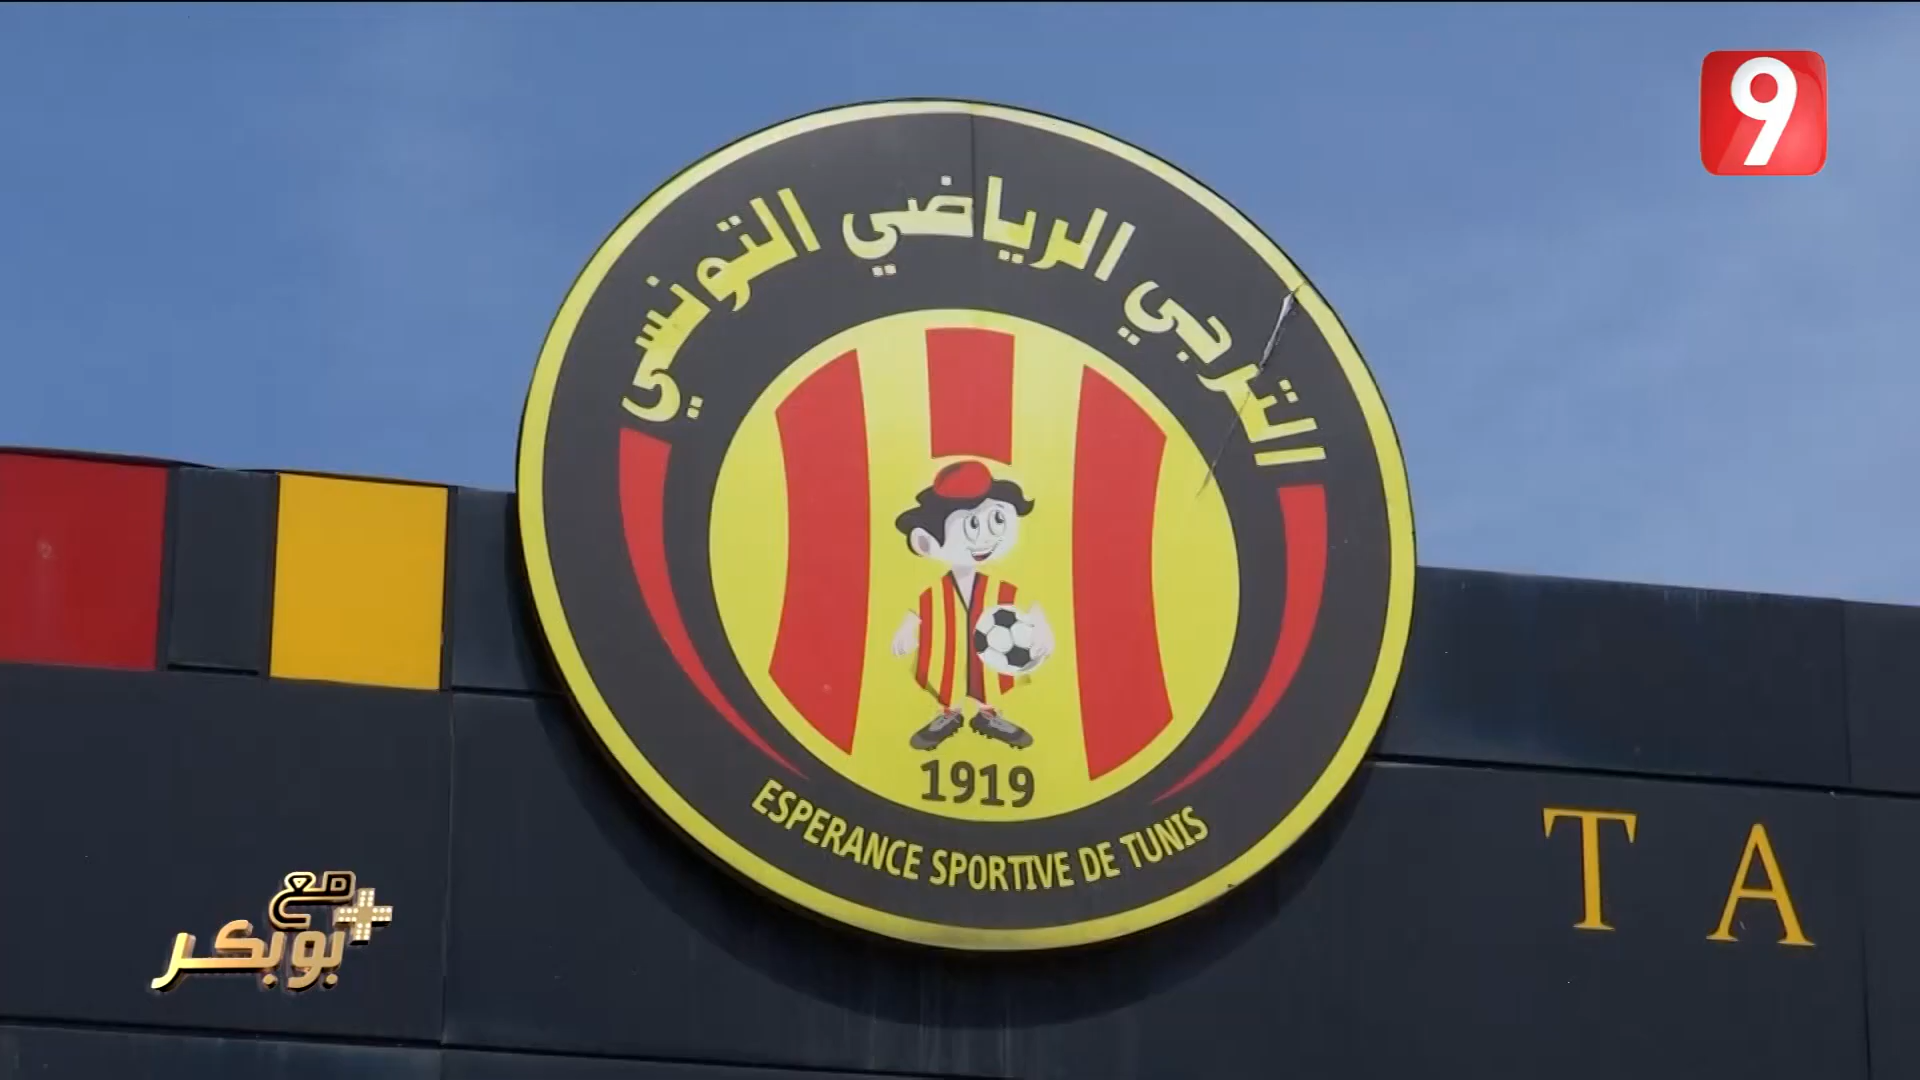 9
الترجي الرياضي التونسي
1919
ESPERANCE SPORTIVE DE TUNIS
T A
مع
بوبكر+